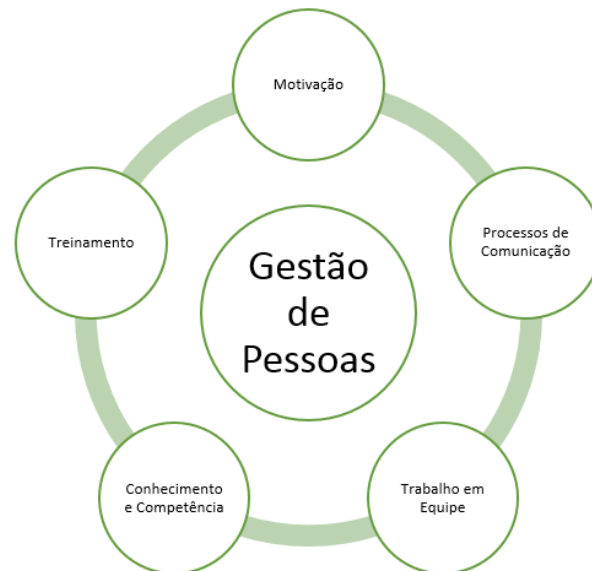 Motivação
Processos de
Comunicação
Trabalho em
Equipe
Conhecimento
e Competência
Treinamento
Gestão
de
Pessoas